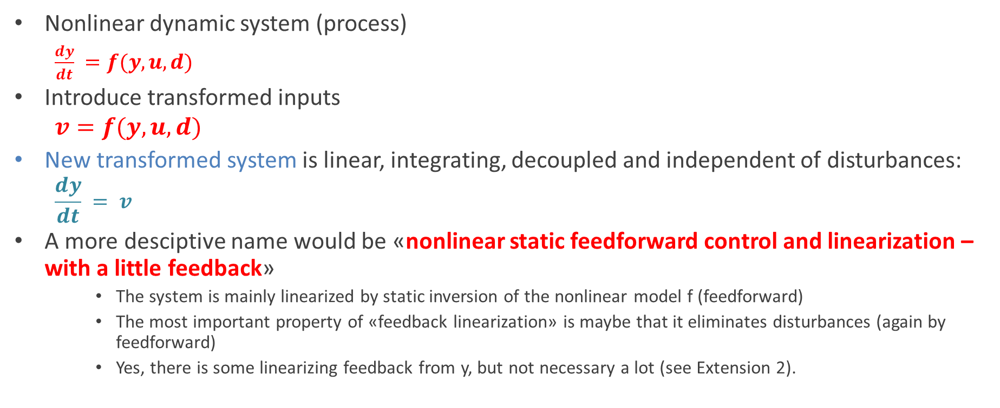 • Nonlinear dynamic system (process)
dy/dt = f(y, u, d)
• Introduce transformed inputs
v = f(y, u, d)
• New transformed system is linear, integrating, decoupled and independent of disturbances:
dy/dt = v
• A more desciptive name would be «nonlinear static feedforward control and linearization –
with a little feedback»
• The system is mainly linearized by static inversion of the nonlinear model f (feedforward)
• The most important property of «feedback linearization» is maybe that it eliminates disturbances (again by
feedforward)
• Yes, there is some linearizing feedback from y, but not necessary a lot (see Extension 2).